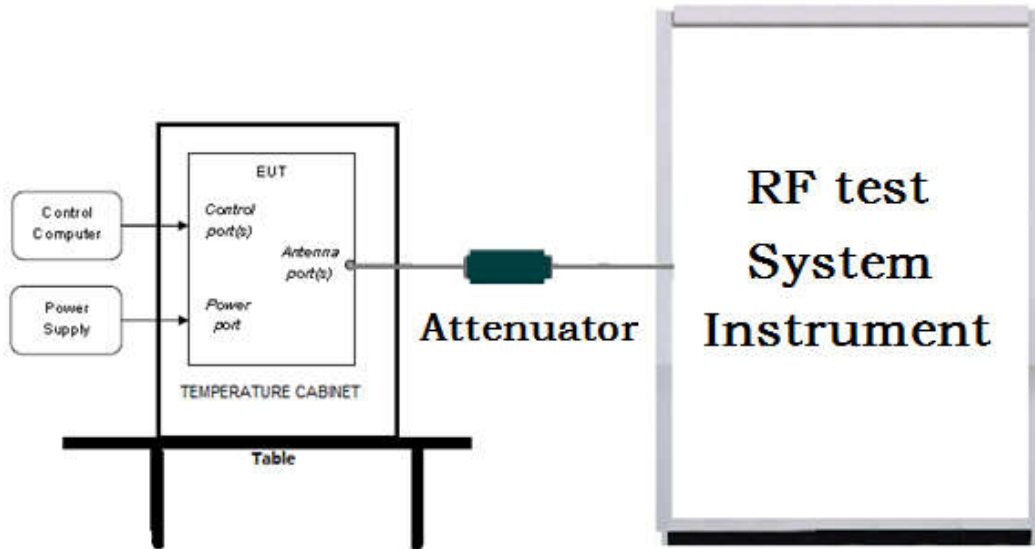 EUT
Control
Computer
Control
port(s)
Antenna
port(s)
Power
Supply
Power
port
TEMPERATURE CABINET
Table
Attenuator
RF test
System
Instrument